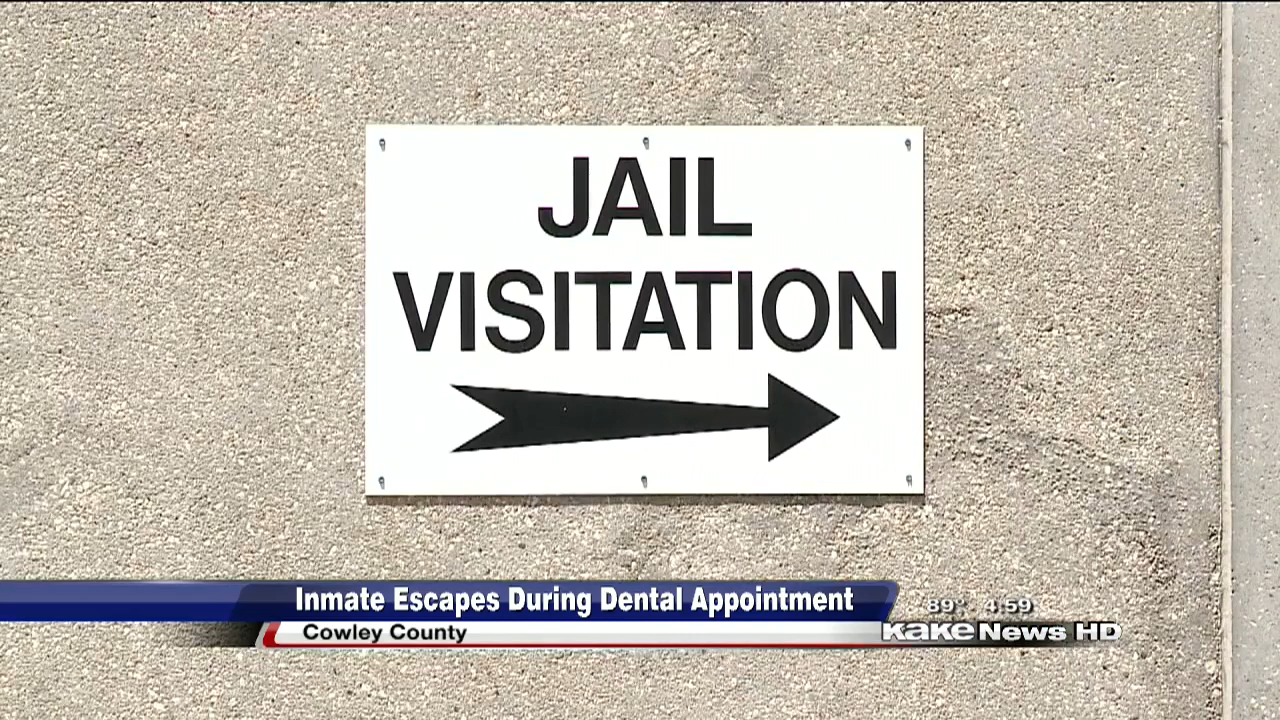 JAIL
VISITATION
Inmate Escapes During Dental Appointment
Cowley County
89° 4:59
KAKE NEWS HD